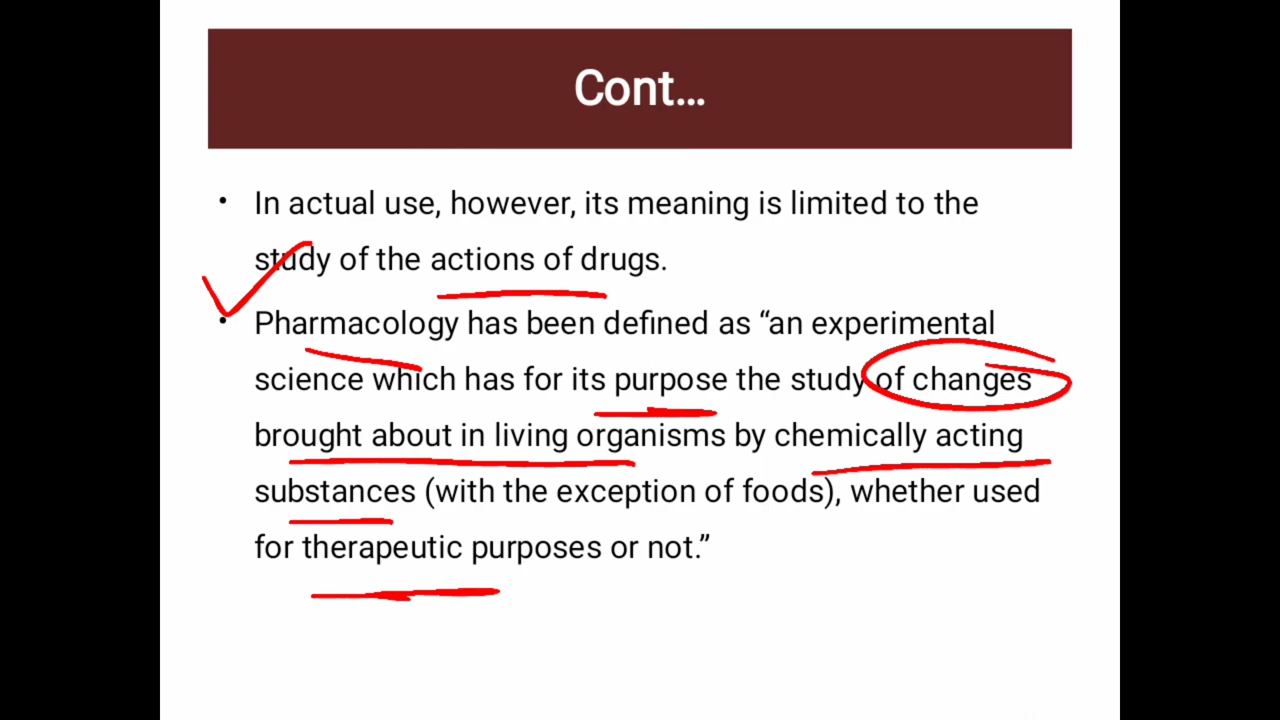 Cont...
• In actual use, however, its meaning is limited to the
study of the actions of drugs.
• Pharmacology has been defined as “an experimental
science which has for its purpose the study of changes
brought about in living organisms by chemically acting
substances (with the exception of foods), whether used
for therapeutic purposes or not.”